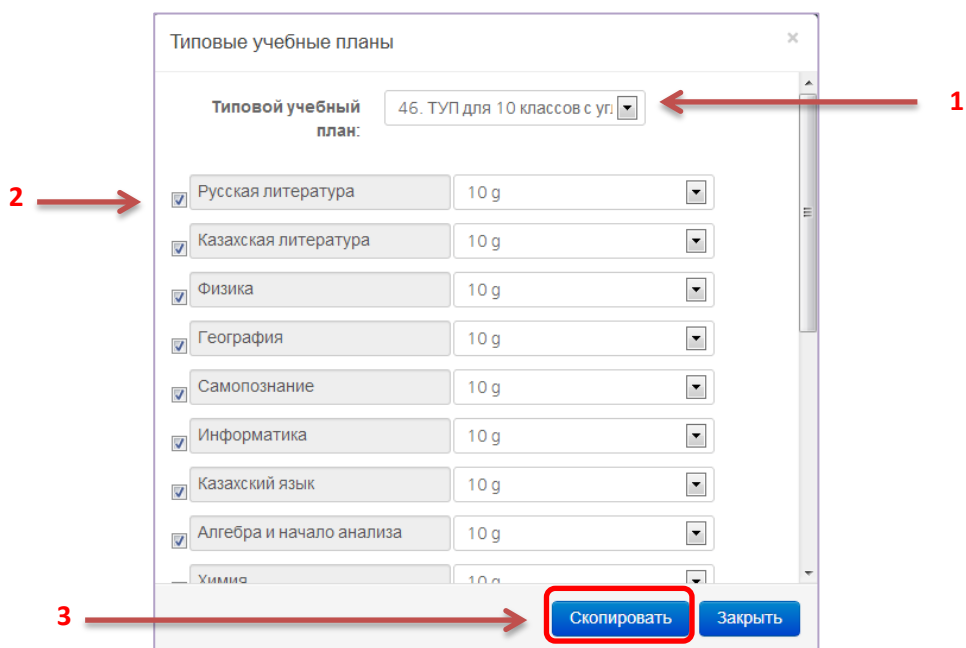 Типовые учебные планы ×
Типовой учебный 46. ТУП для 10 классов с угл 1
план:
2 Русская литература 10 g
Казахская литература 10 g
Физика 10 g
География 10 g
Самопознание 10 g
Информатика 10 g
Казахский язык 10 g
Алгебра и начало анализа 10 g
Химия 10 g
3 Скопировать Закрыть